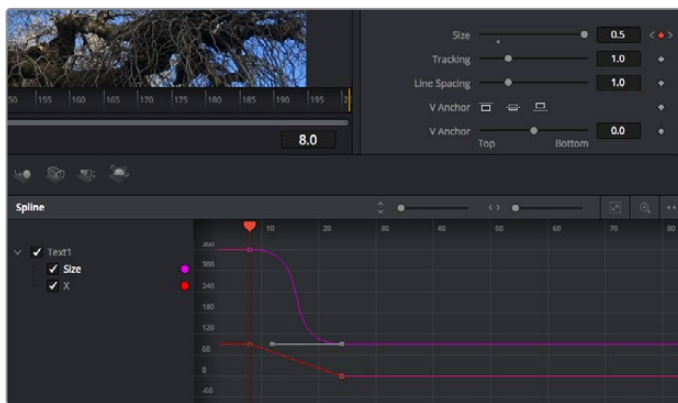 Size 0.5
Tracking 1.0
Line Spacing 1.0
50 155 160 165 170 175 180 185 190 195
V Anchor
8.0
V Anchor 0.0
Top Bottom
Spline
10 20 30 40 50 60 70 80
Text1
Size
X
300
240
180
120
60
0
-60